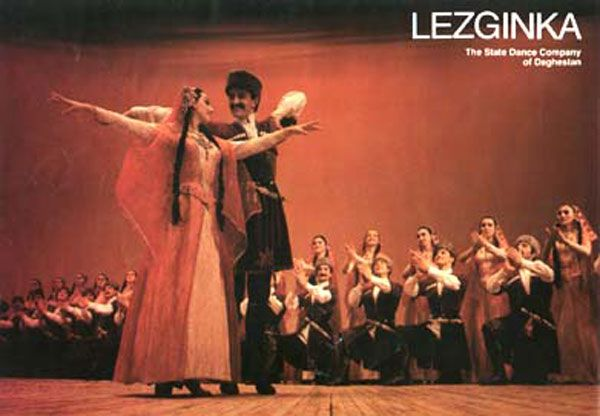 LEZGINKA
The State Dance Company
of Daghestan